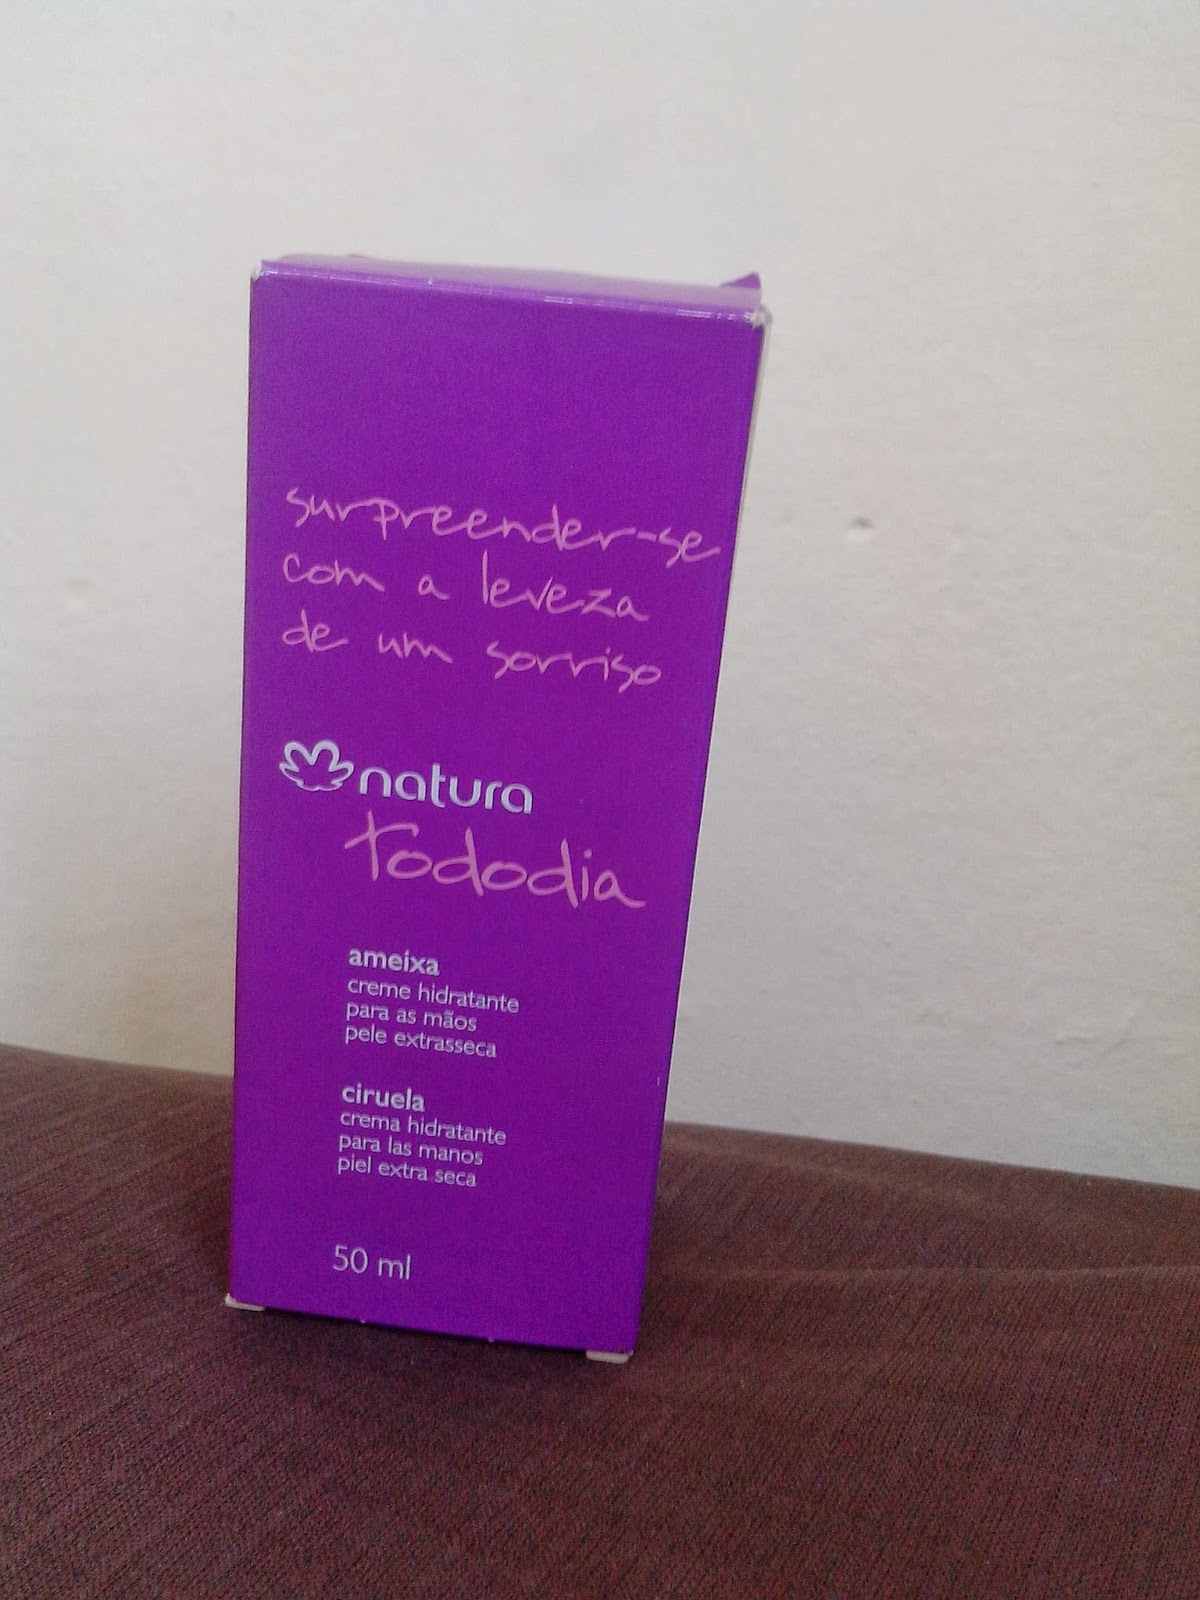 surpreender-se
com a leveza
de um sorriso
natura
Tododia
ameixa
creme hidratante
para as mãos
pele extrasseca
ciruela
crema hidratante
para las manos
piel extra seca
50 ml